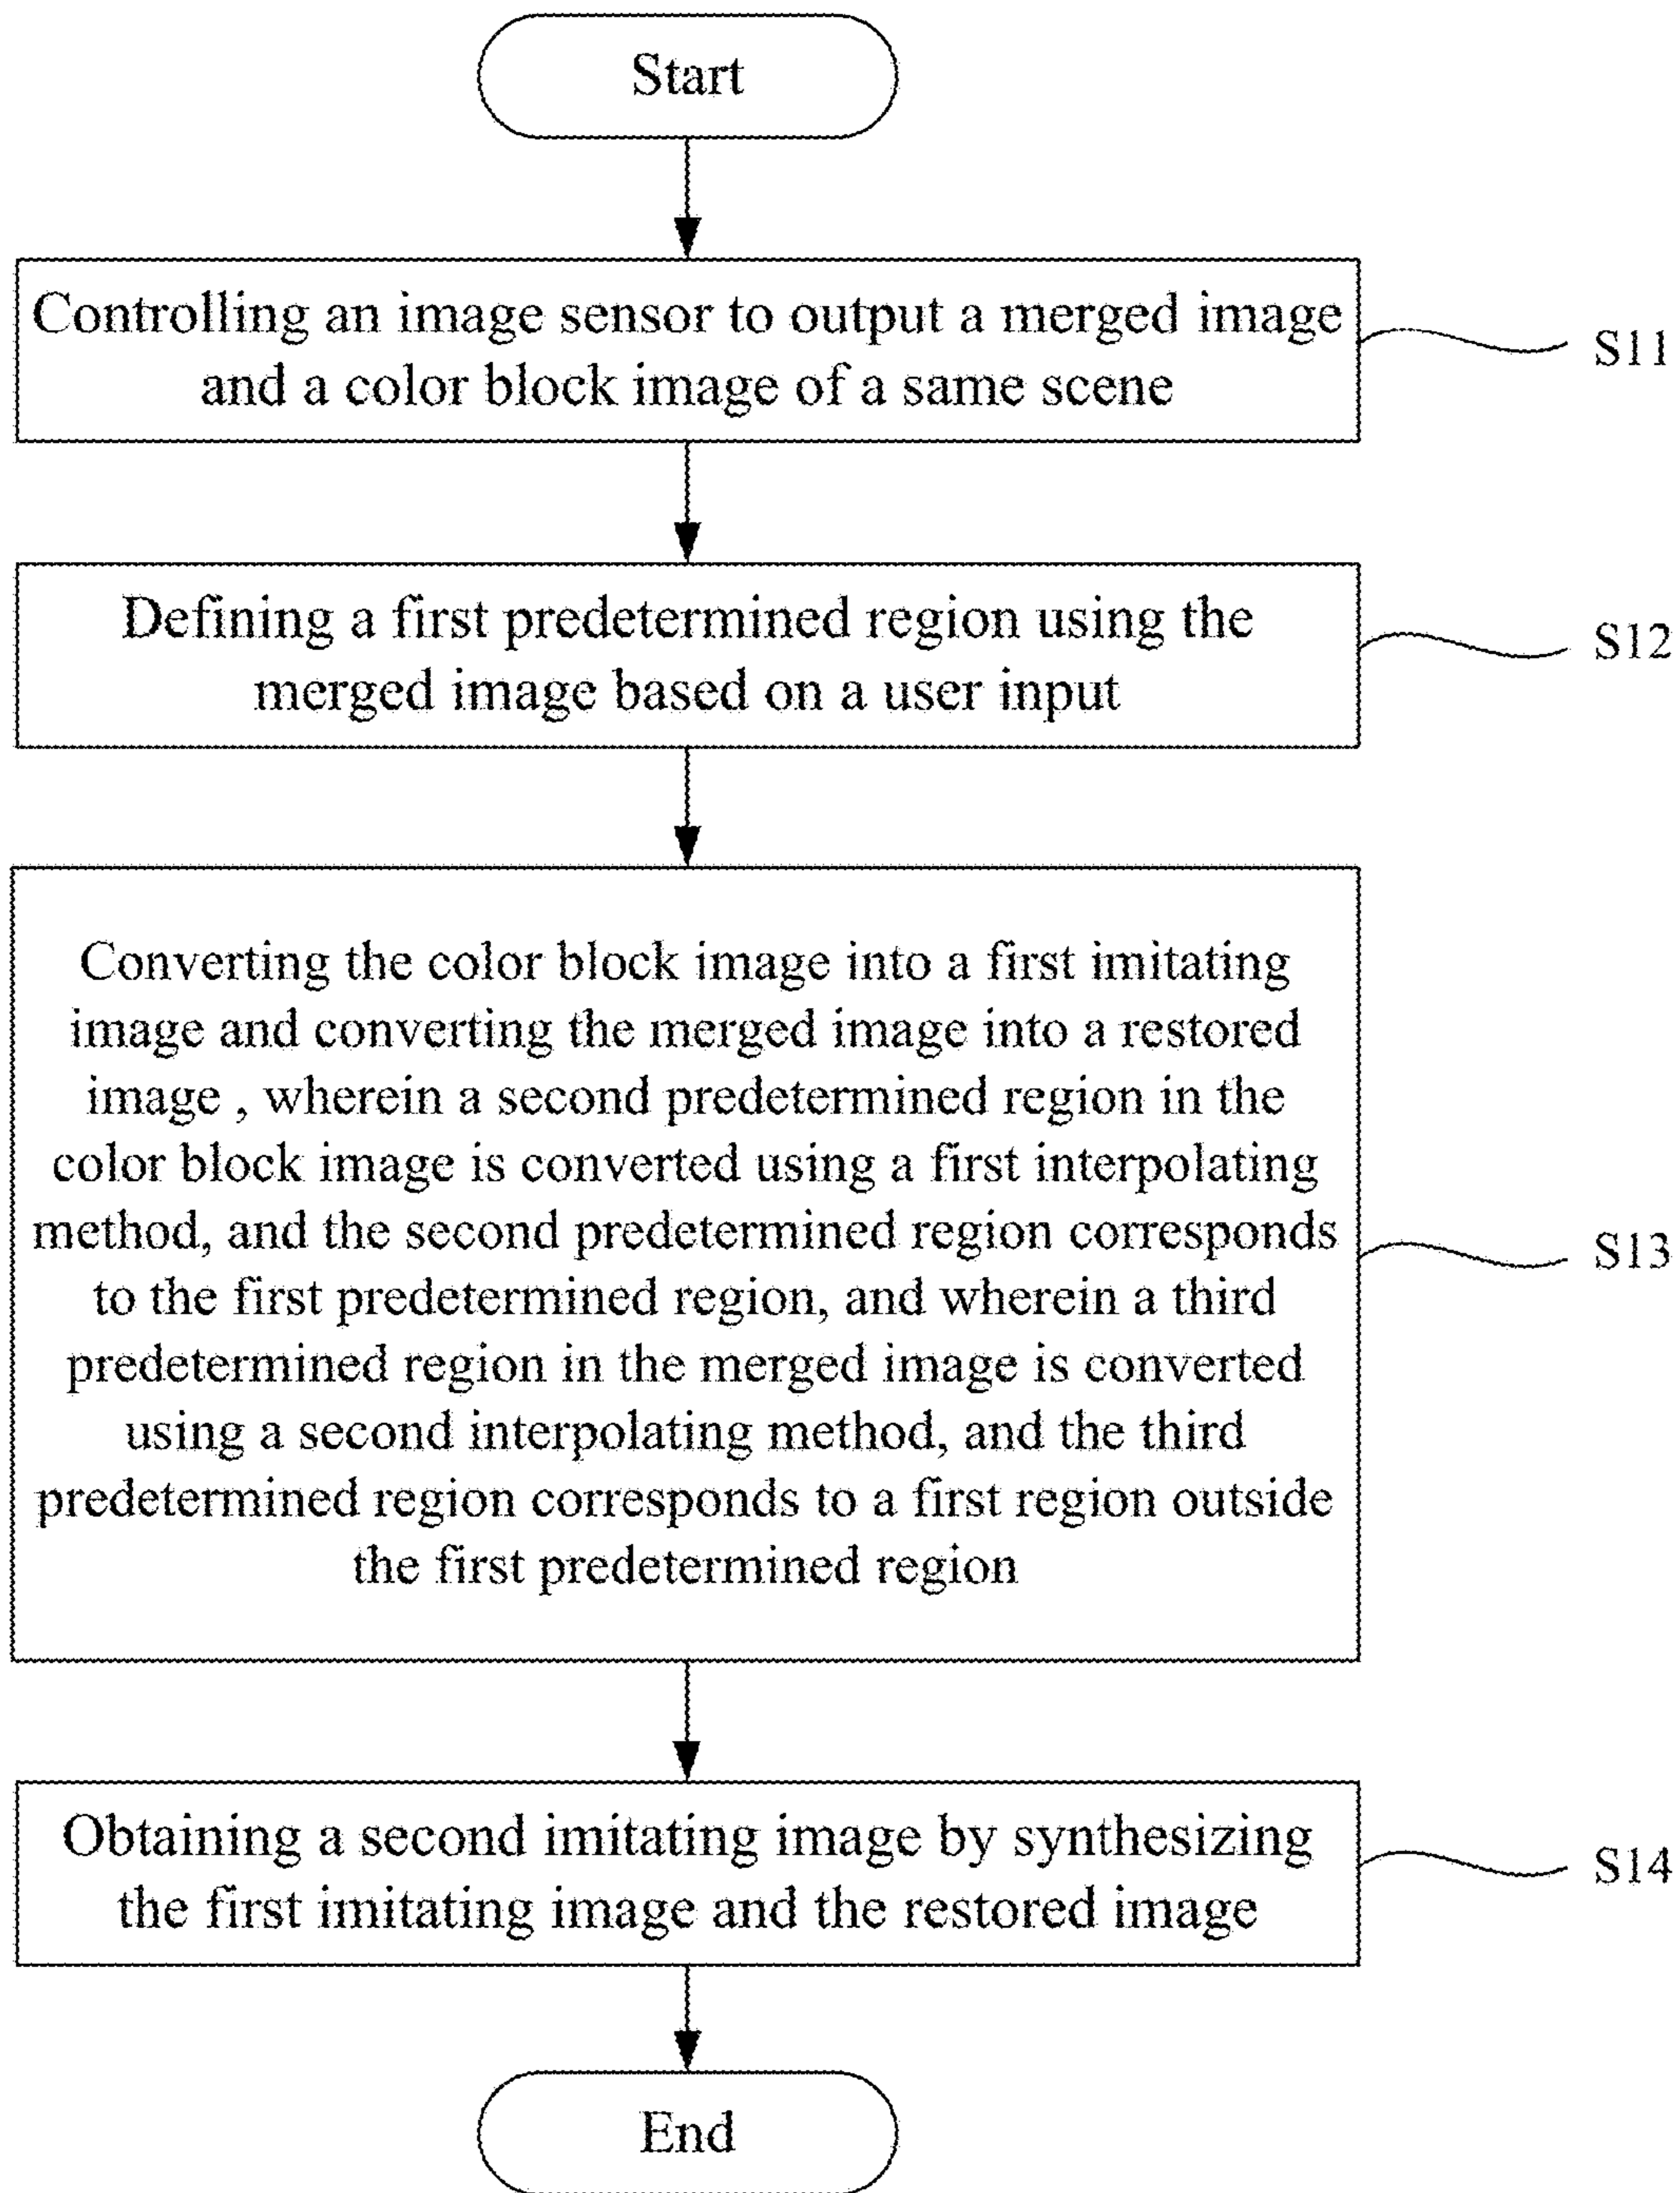 Start
Controlling an image sensor to output a merged image
and a color block image of a same scene
S11
Defining a first predetermined region using the
merged image based on a user input
S12
Converting the color block image into a first imitating
image and converting the merged image into a restored
image , wherein a second predetermined region in the
color block image is converted using a first interpolating
method, and the second predetermined region corresponds
to the first predetermined region, and wherein a third
predetermined region in the merged image is converted
using a second interpolating method, and the third
predetermined region corresponds to a first region outside
the first predetermined region
S13
Obtaining a second imitating image by synthesizing
the first imitating image and the restored image
S14
End